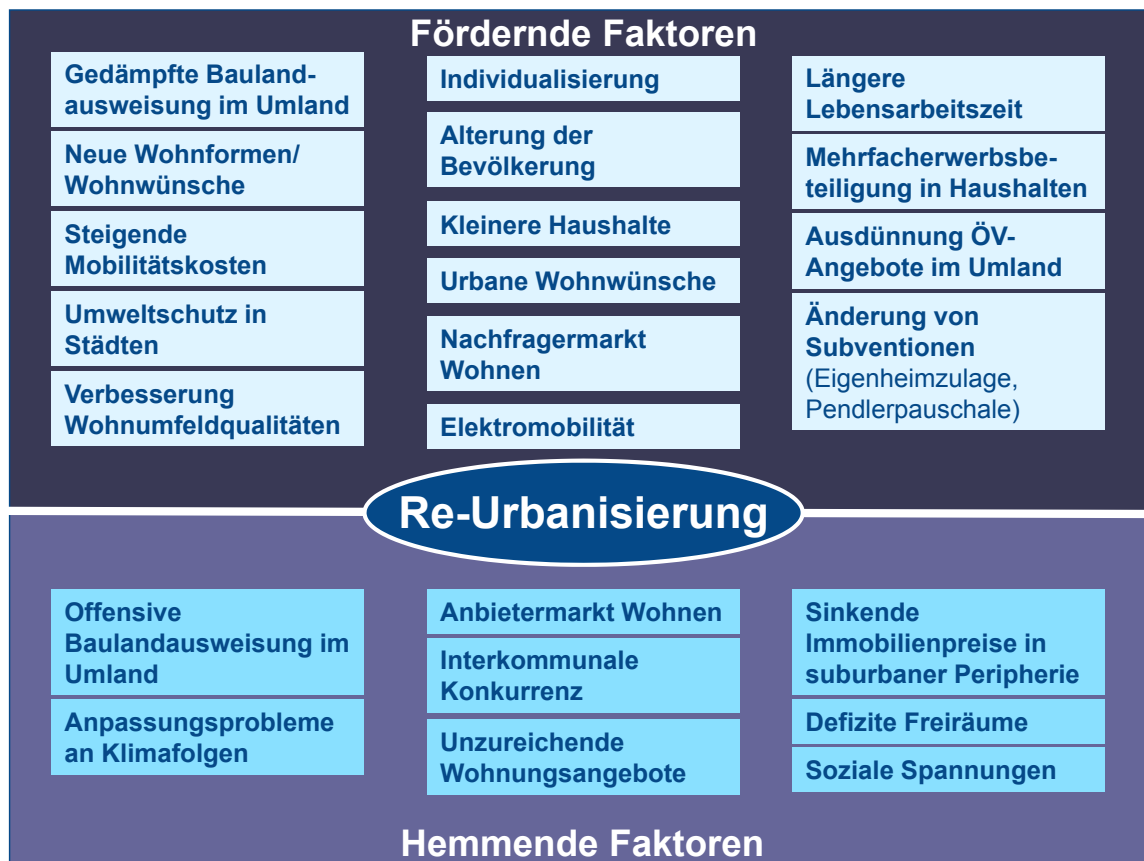 Fördernde Faktoren
Gedämpfte Bauland-
ausweisung im Umland
Neue Wohnformen/
Wohnwünsche
Steigende
Mobilitätskosten
Umweltschutz in
Städten
Verbesserung
Wohnumfeldqualitäten
Individualisierung
Alterung der
Bevölkerung
Kleinere Haushalte
Urbane Wohnwünsche
Nachfragermarkt
Wohnen
Elektromobilität
Längere
Lebensarbeitszeit
Mehrfacherwerbsbe-
teiligung in Haushalten
Ausdünnung ÖV-
Angebote im Umland
Änderung von
Subventionen
(Eigenheimzulage,
Pendlerpauschale)
Re-Urbanisierung
Offensive
Baulandausweisung im
Umland
Anpassungsprobleme
an Klimafolgen
Anbietermarkt Wohnen
Interkommunale
Konkurrenz
Unzureichende
Wohnungsangebote
Sinkende
Immobilienpreise in
suburbaner Peripherie
Defizite Freiräume
Soziale Spannungen
Hemmende Faktoren